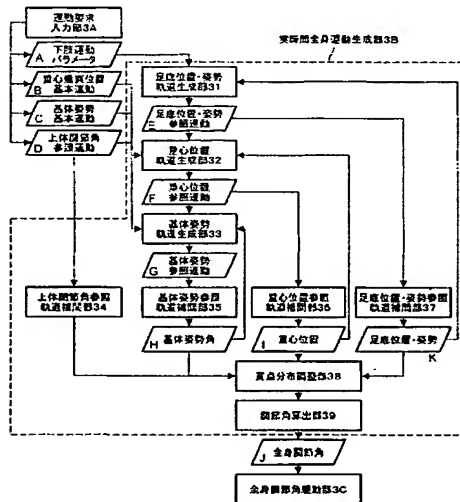 運動要求
入力部3A
実時間全身運動生成部3B
A
下肢運動
パラメータ
B
重心鉛直位置
基本運動
C
基体姿勢
基本運動
D
上体関節角
参照運動
足底位置・姿勢
軌道生成部31
E
足底位置・姿勢
参照運動
重心位置
軌道生成部32
F
重心位置
参照運動
基体姿勢
軌道生成部33
G
基体姿勢
参照運動
上体関節角参照
軌道補間部34
基体姿勢参照
軌道補間部35
重心位置参照
軌道補間部36
足底位置・姿勢参照
軌道補間部37
H
基体姿勢角
I
重心位置
足底位置・姿勢
K
質点分布調整部38
関節角算出部39
J
全身関節角
全身関節角駆動部3C